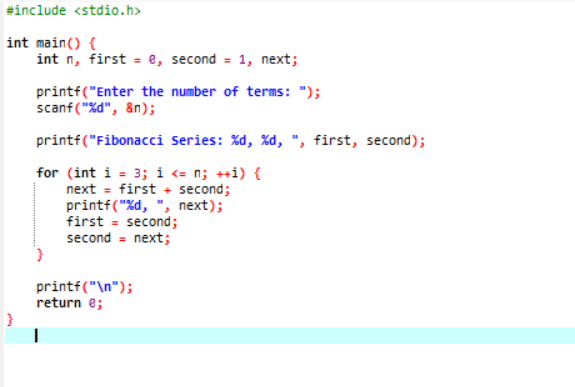 #include <stdio.h>
int main() {
    int n, first = 0, second = 1, next;
    printf("Enter the number of terms: ");
    scanf("%d", &n);
    printf("Fibonacci Series: %d, %d, ", first, second);
    for (int i = 3; i <= n; ++i) {
        next = first + second;
        printf("%d, ", next);
        first = second;
        second = next;
    }
    printf("\n");
    return 0;
}